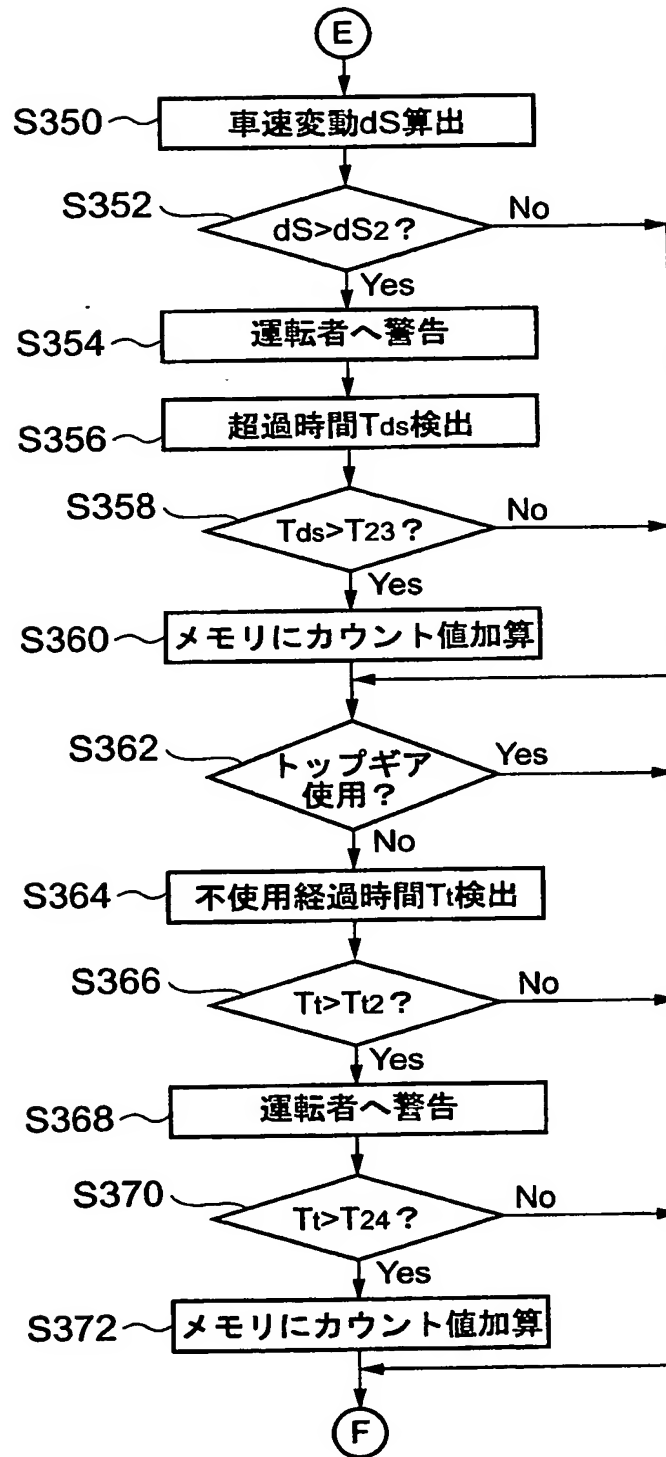 E
S350
車速変動dS算出
S352
dS>dS2?
No
Yes
S354
運転者へ警告
S356
超過時間Tds検出
S358
Tds>T23?
No
Yes
S360
メモリにカウント値加算
S362
トップギア
使用?
Yes
No
S364
不使用経過時間Tt検出
S366
Tt>Tt2?
No
Yes
S368
運転者へ警告
S370
Tt>T24?
No
Yes
S372
メモリにカウント値加算
F